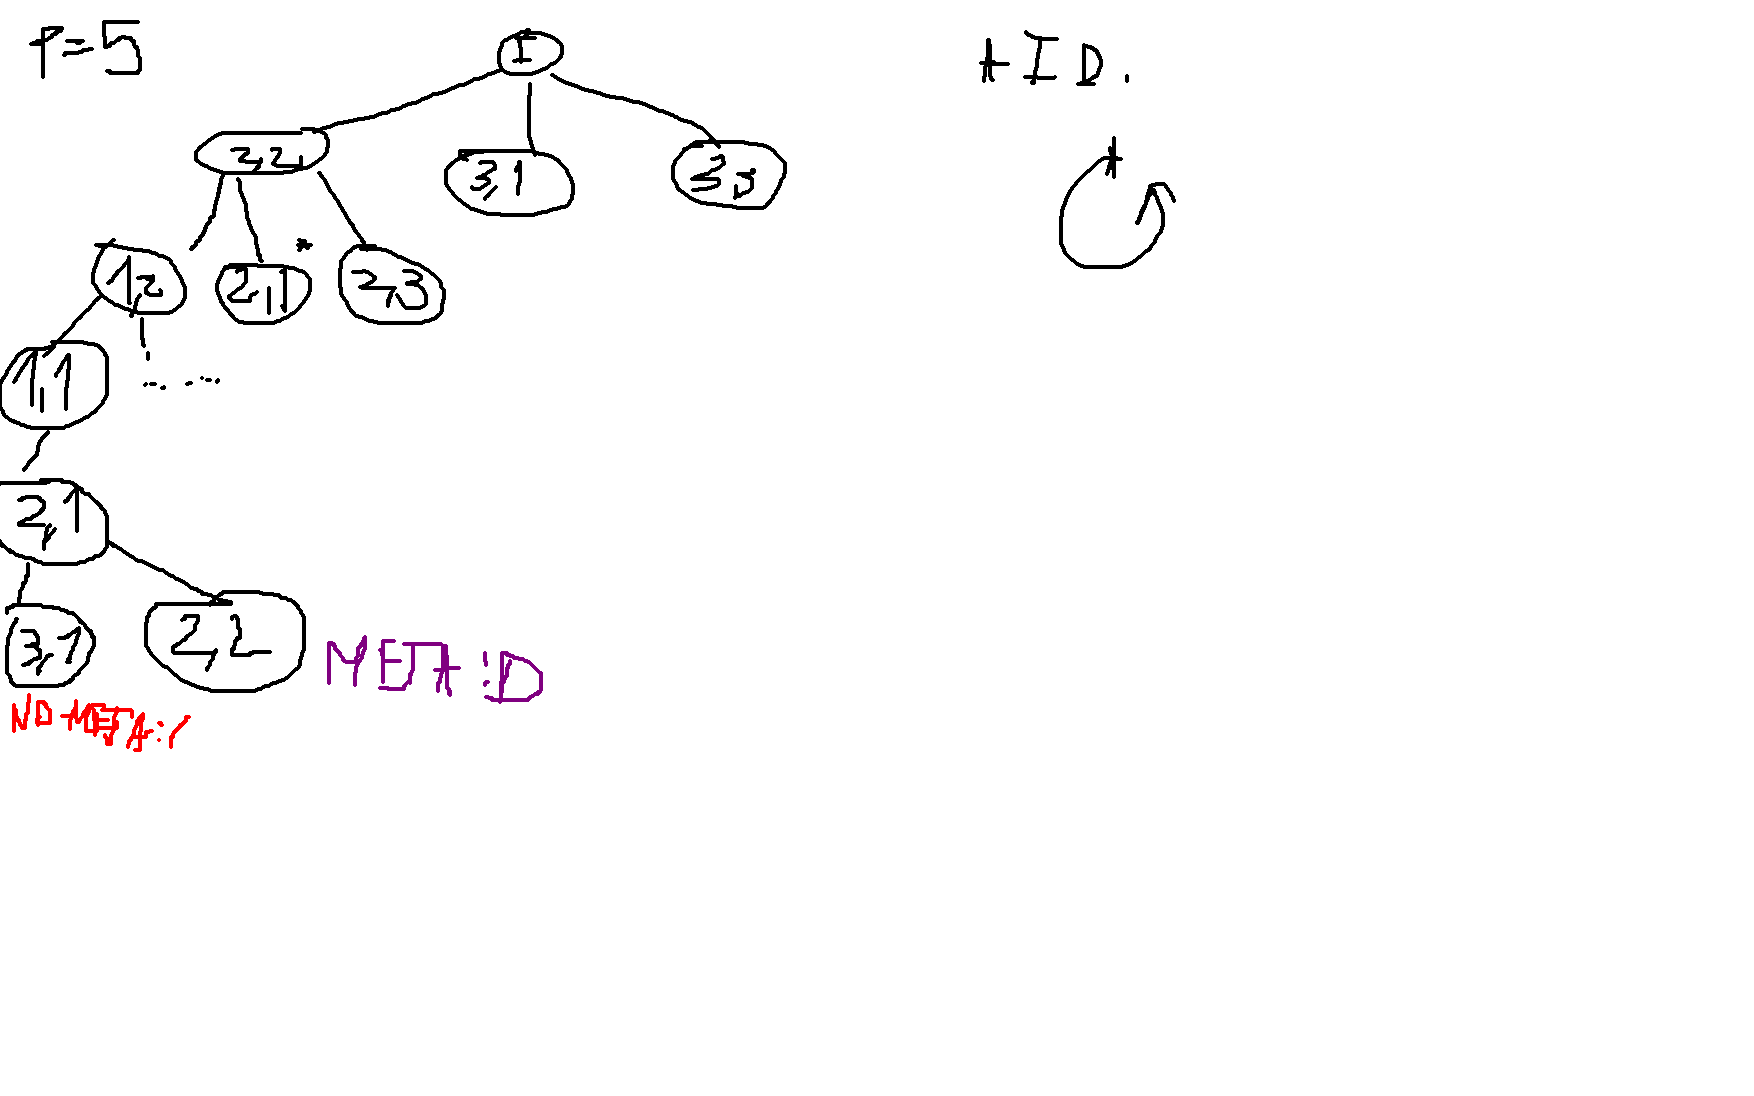 P=5
I
A I D.
A
2,2
3,1
3,3
1,2
2,1 *
2,3
1,1
2,1
3,1
2,2
META :D
NO META :/